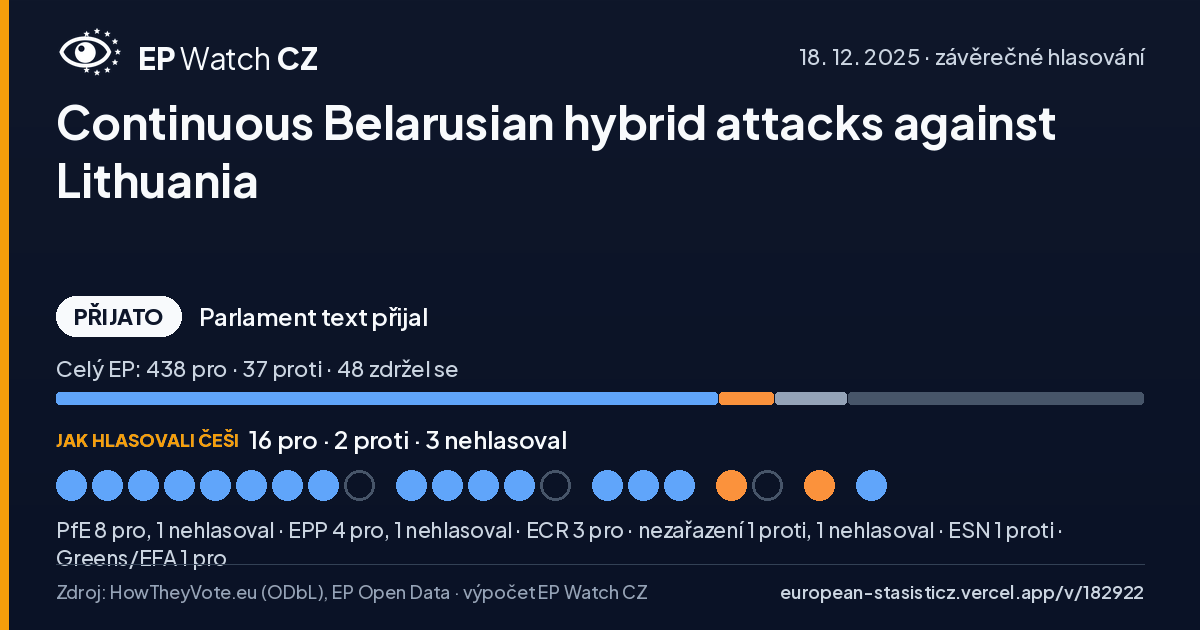 EP Watch CZ
18. 12. 2025 · závěrečné hlasování
Continuous Belarusian hybrid attacks against
Lithuania
PŘIJATO Parlament text přijal
Celý EP: 438 pro · 37 proti · 48 zdržel se
JAK HLASOVALI ČEŠI 16 pro · 2 proti · 3 nehlasoval
PfE 8 pro, 1 nehlasoval · EPP 4 pro, 1 nehlasoval · ECR 3 pro · nezařazení 1 proti, 1 nehlasoval · ESN 1 proti ·
Greens/EFA 1 pro
Zdroj: HowTheyVote.eu (ODbL), EP Open Data · výpočet EP Watch CZ
european-stasisticz.vercel.app/v/182922